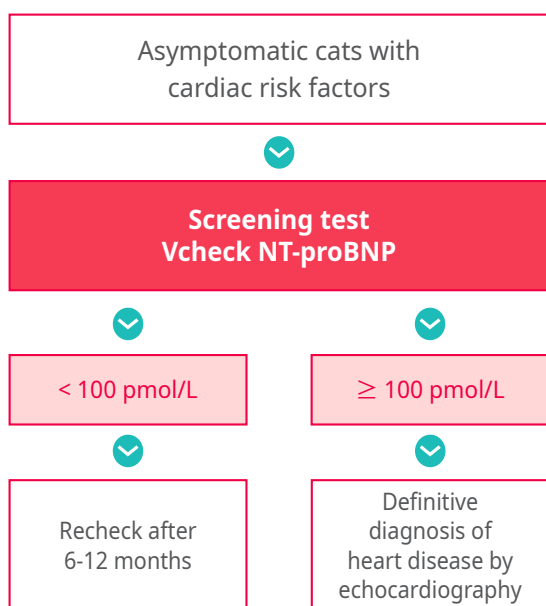 Asymptomatic cats with
cardiac risk factors
Screening test
Vcheck NT-proBNP
< 100 pmol/L
≥ 100 pmol/L
Recheck after
6-12 months
Definitive
diagnosis of
heart disease by
echocardiography